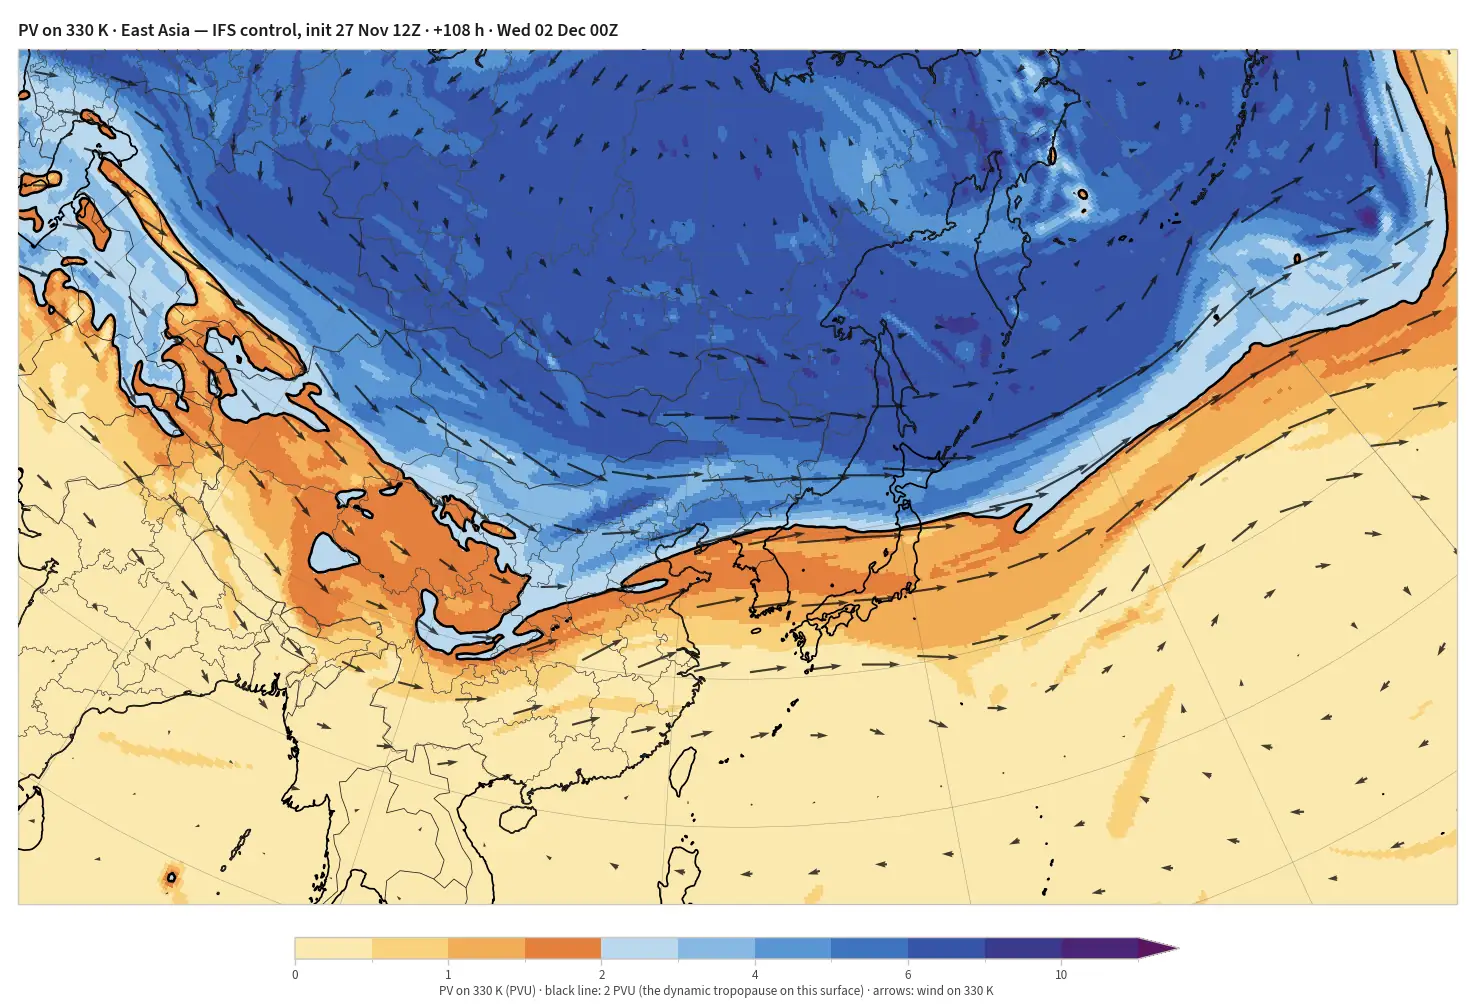 PV on 330 K · East Asia — IFS control, init 27 Nov 12Z · +108 h · Wed 02 Dec 00Z
0 1 2 4 6 10
PV on 330 K (PVU) · black line: 2 PVU (the dynamic tropopause on this surface) · arrows: wind on 330 K